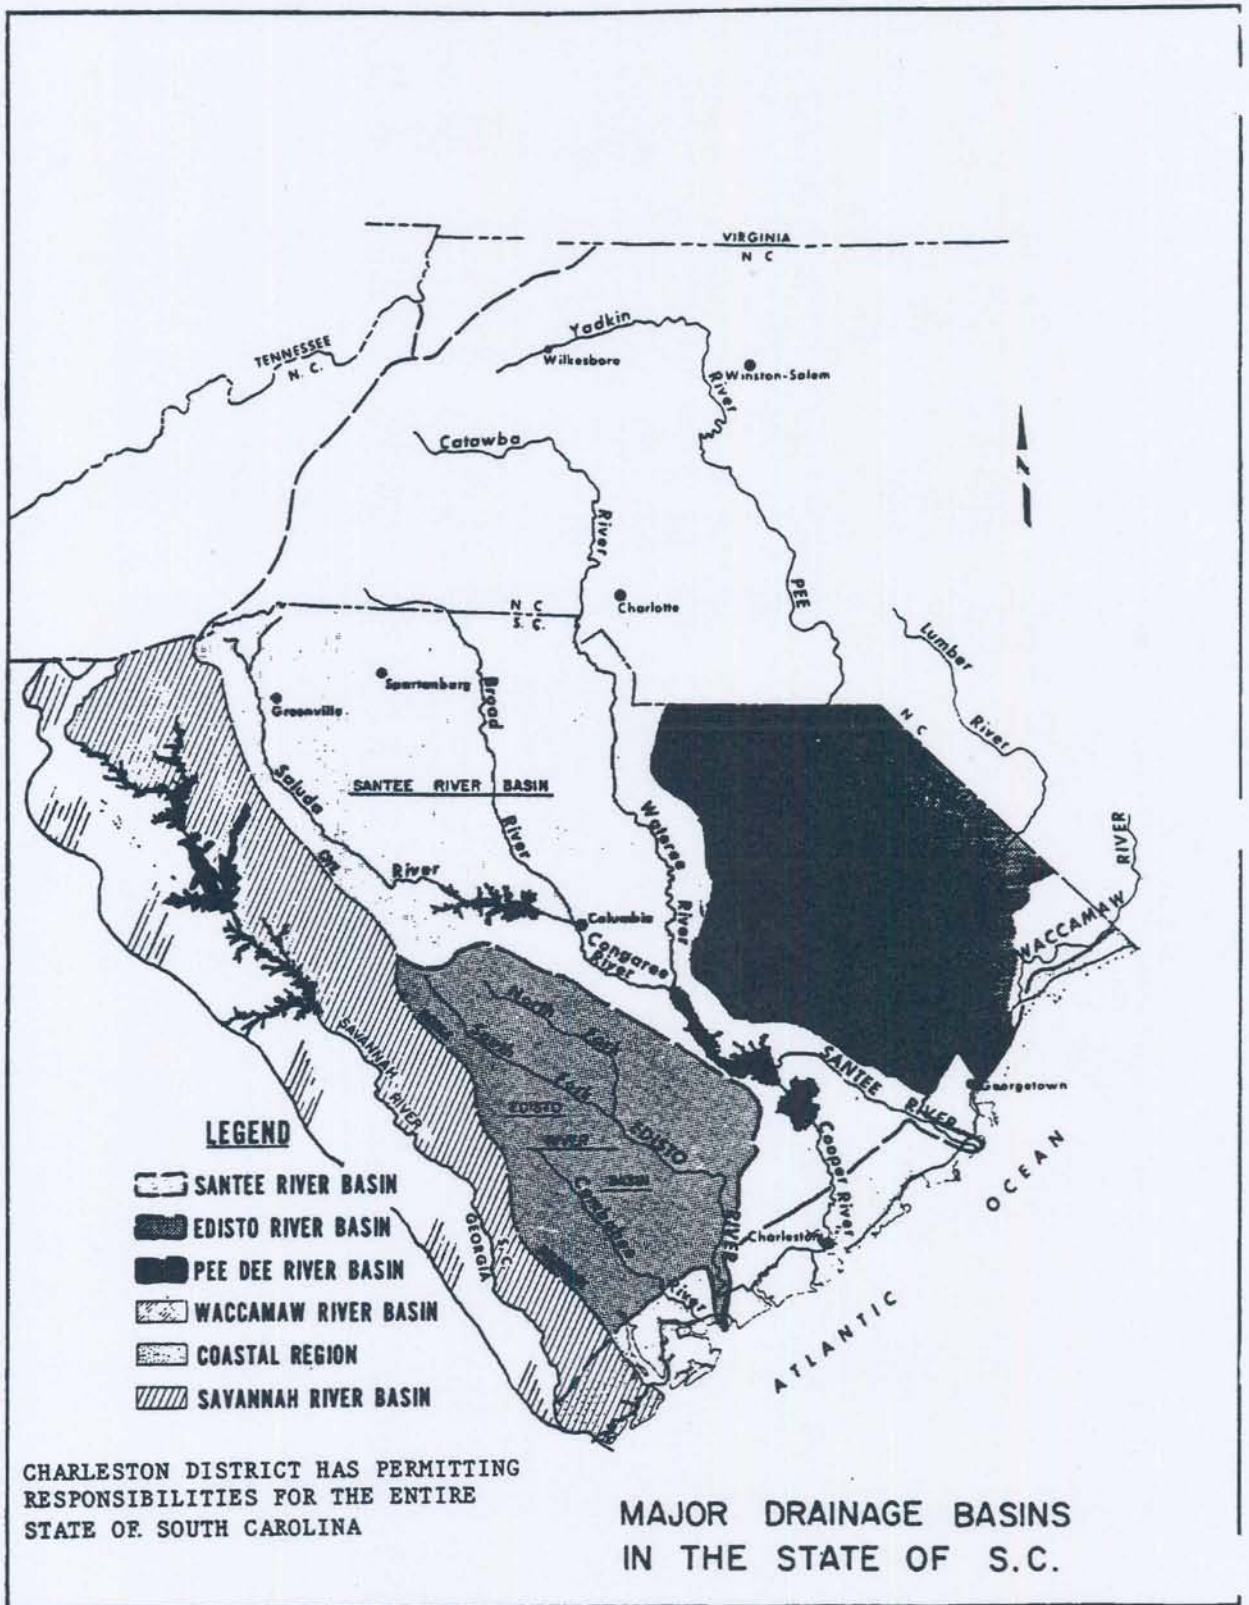 VIRGINIA
N C
TENNESSEE
N. C.
Yadkin
River
Wilkesboro
Winston-Salem
Catawba
River
N
PEE
Charlotte
N C
S. C.
Lumber
River
Spartanburg
Greenville
Broad
River
N C
SANTEE RIVER BASIN
Saluda
River
Wateree
River
RIVER
WACCAMAW
Columbia
Congaree
River
North
Fork
South
Fork
SAVANNAH
RIVER
SANTEE
RIVER
Georgetown
EDISTO
RIVER
BASIN
EDISTO
RIVER
Cooper River
Combahee
River
Charleston
S. C.
GEORGIA
ATLANTIC
OCEAN
LEGEND
SANTEE RIVER BASIN
EDISTO RIVER BASIN
PEE DEE RIVER BASIN
WACCAMAW RIVER BASIN
COASTAL REGION
SAVANNAH RIVER BASIN
CHARLESTON DISTRICT HAS PERMITTING
RESPONSIBILITIES FOR THE ENTIRE
STATE OF SOUTH CAROLINA
MAJOR DRAINAGE BASINS
IN THE STATE OF S.C.